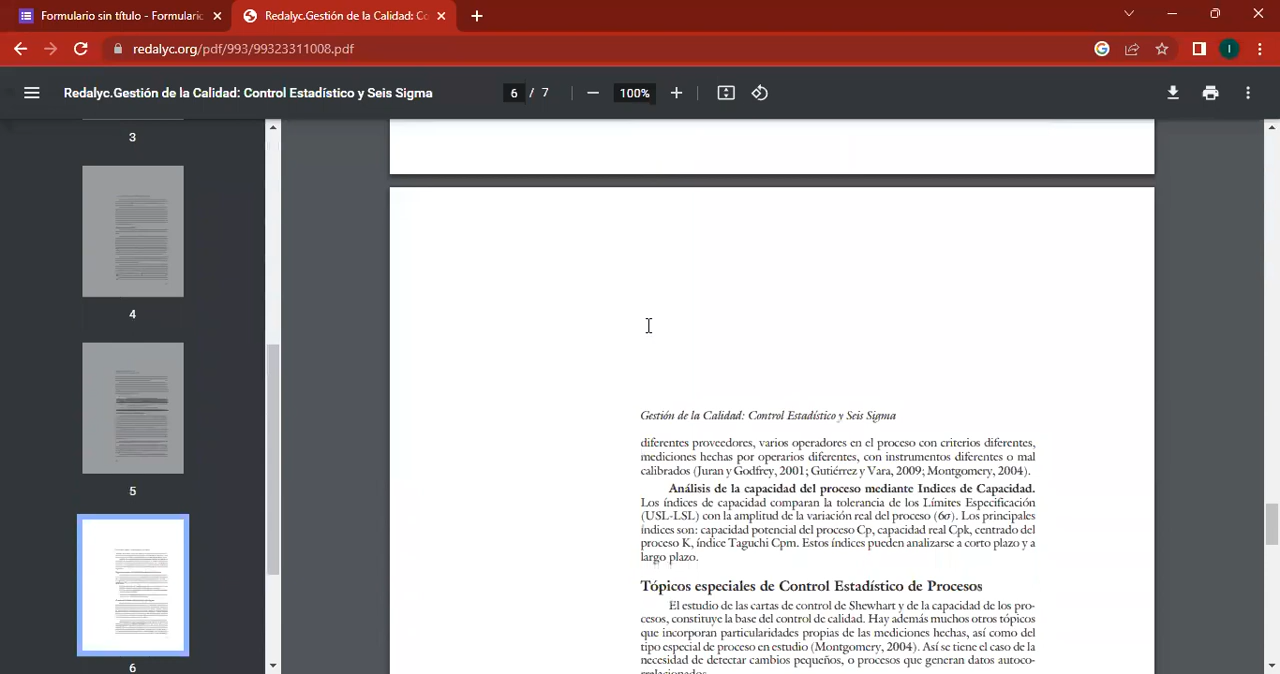 Formulario sin título - Formulario
Redalyc.Gestión de la Calidad: Co
redalyc.org/pdf/993/99323311008.pdf
I
Redalyc.Gestión de la Calidad: Control Estadístico y Seis Sigma
6 / 7
100%
3
4
5
6
Gestión de la Calidad: Control Estadístico y Seis Sigma
diferentes proveedores, varios operadores en el proceso con criterios diferentes,
mediciones hechas por operarios diferentes, con instrumentos diferentes o mal
calibrados (Juran y Godfrey, 2001; Gutiérrez y Vara, 2009; Montgomery, 2004).
Análisis de la capacidad del proceso mediante Indices de Capacidad.
Los índices de capacidad comparan la tolerancia de los Límites Especificación
(USL-LSL) con la amplitud de la variación real del proceso (6σ). Los principales
índices son: capacidad potencial del proceso Cp, capacidad real Cpk, centrado del
proceso K, índice Taguchi Cpm. Estos índices pueden analizarse a corto plazo y a
largo plazo.
Tópicos especiales de Control Estadístico de Procesos
El estudio de las cartas de control de Shewhart y de la capacidad de los pro-
cesos, constituye la base del control de calidad. Hay además muchos otros tópicos
que incorporan particularidades propias de las mediciones hechas, así como del
tipo especial de proceso en estudio (Montgomery, 2004). Así se tiene el caso de la
necesidad de detectar cambios pequeños, o procesos que generan datos autoco-
rrelacionados